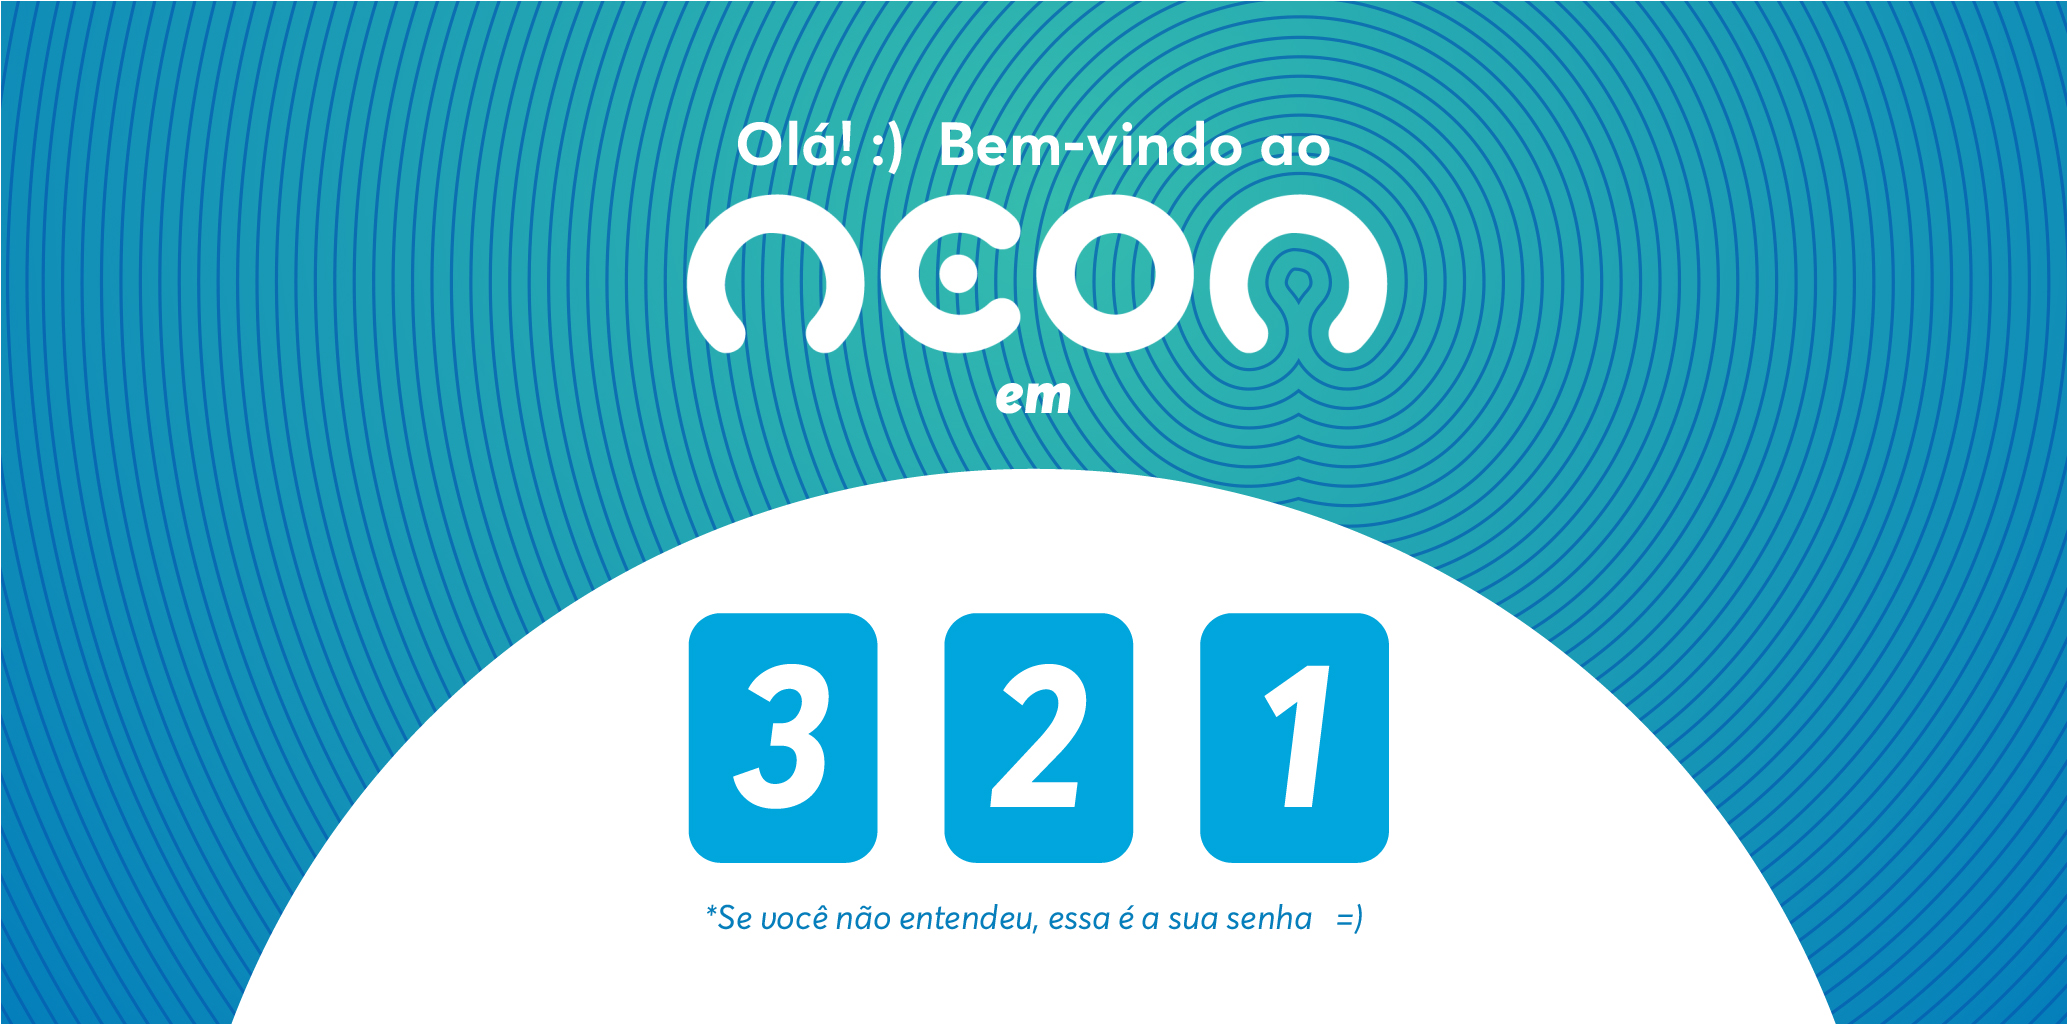 Olá! :) Bem-vindo ao
neon
em
3 2 1
*Se você não entendeu, essa é a sua senha =)